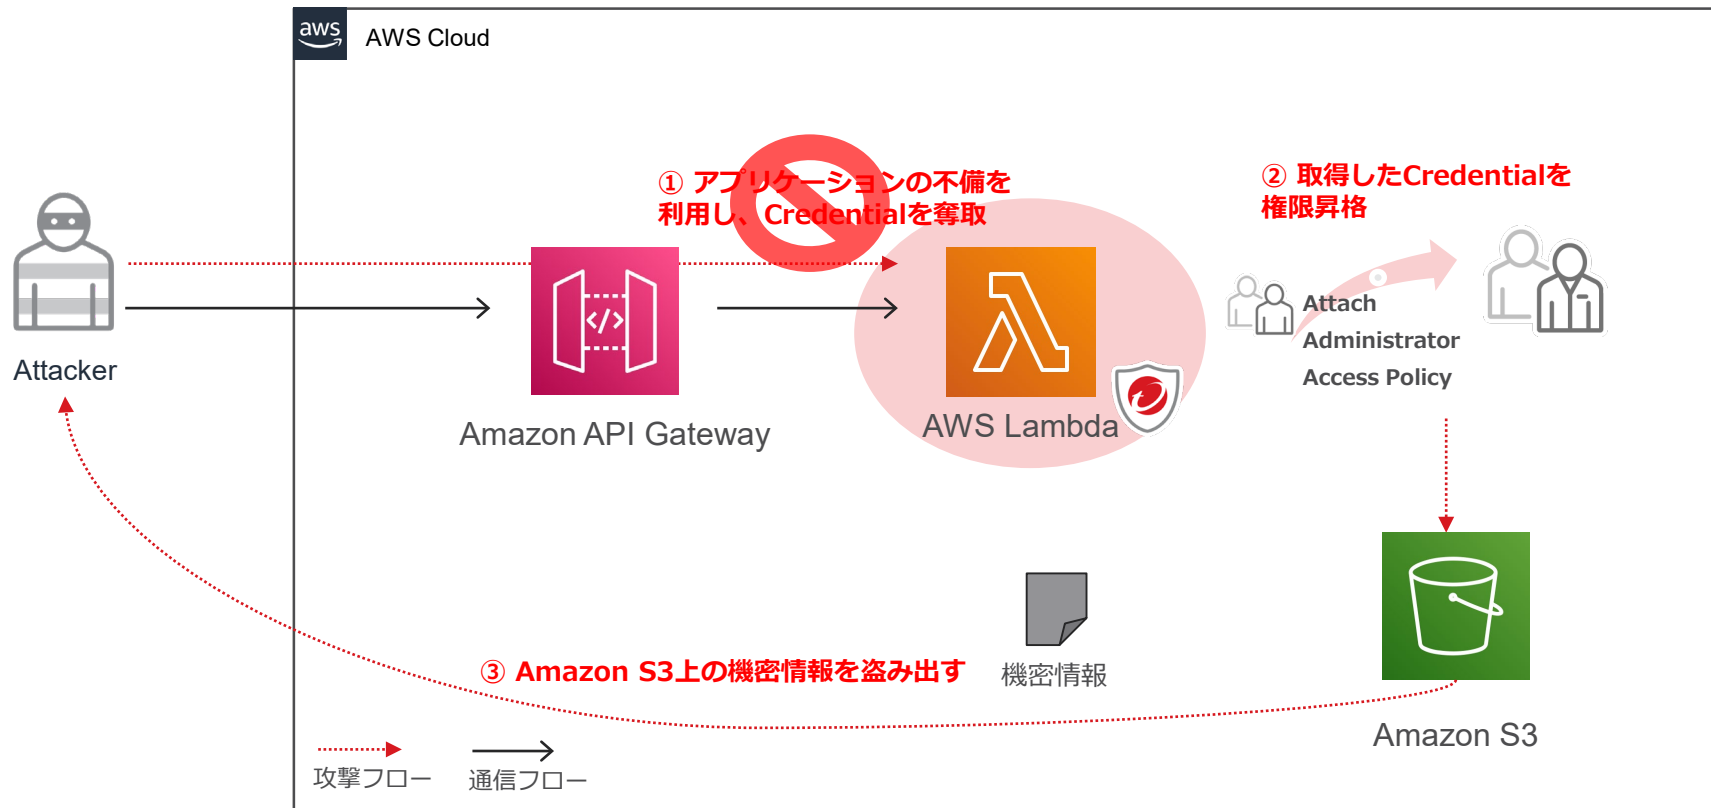 aws
AWS Cloud
① アプリケーションの不備を
利用し、Credentialを奪取
② 取得したCredentialを
権限昇格
Attach
Administrator
Access Policy
Attacker
Amazon API Gateway
AWS Lambda
③ Amazon S3上の機密情報を盗み出す
機密情報
Amazon S3
攻撃フロー
通信フロー